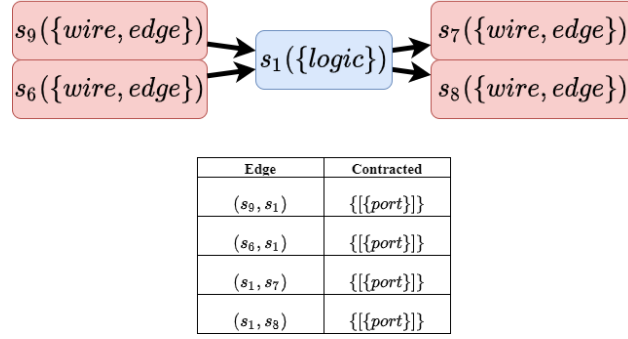 s₉({wire, edge}) s₁({logic}) s₇({wire, edge})
s₆({wire, edge}) s₈({wire, edge})
Edge Contracted
(s₉, s₁) {[{port}]}
(s₆, s₁) {[{port}]}
(s₁, s₇) {[{port}]}
(s₁, s₈) {[{port}]}